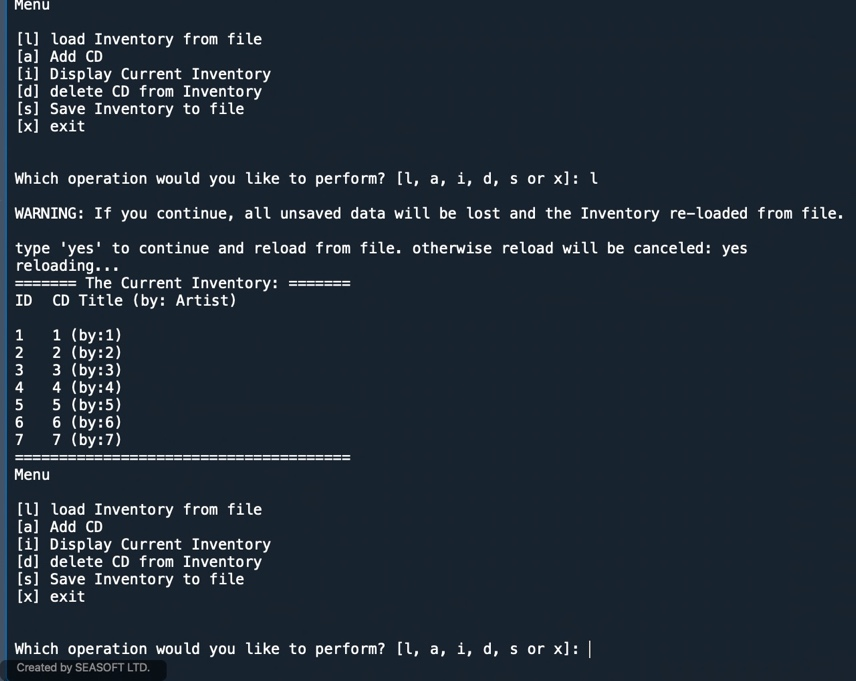 Menu
[l] load Inventory from file
[a] Add CD
[i] Display Current Inventory
[d] delete CD from Inventory
[s] Save Inventory to file
[x] exit
Which operation would you like to perform? [l, a, i, d, s or x]: l
WARNING: If you continue, all unsaved data will be lost and the Inventory re-loaded from file.
type 'yes' to continue and reload from file. otherwise reload will be canceled: yes
reloading...
======= The Current Inventory: =======
ID  CD Title (by: Artist)
1   1 (by:1)
2   2 (by:2)
3   3 (by:3)
4   4 (by:4)
5   5 (by:5)
6   6 (by:6)
7   7 (by:7)
======================================
Menu
[l] load Inventory from file
[a] Add CD
[i] Display Current Inventory
[d] delete CD from Inventory
[s] Save Inventory to file
[x] exit
Which operation would you like to perform? [l, a, i, d, s or x]:
Created by SEASOFT LTD.